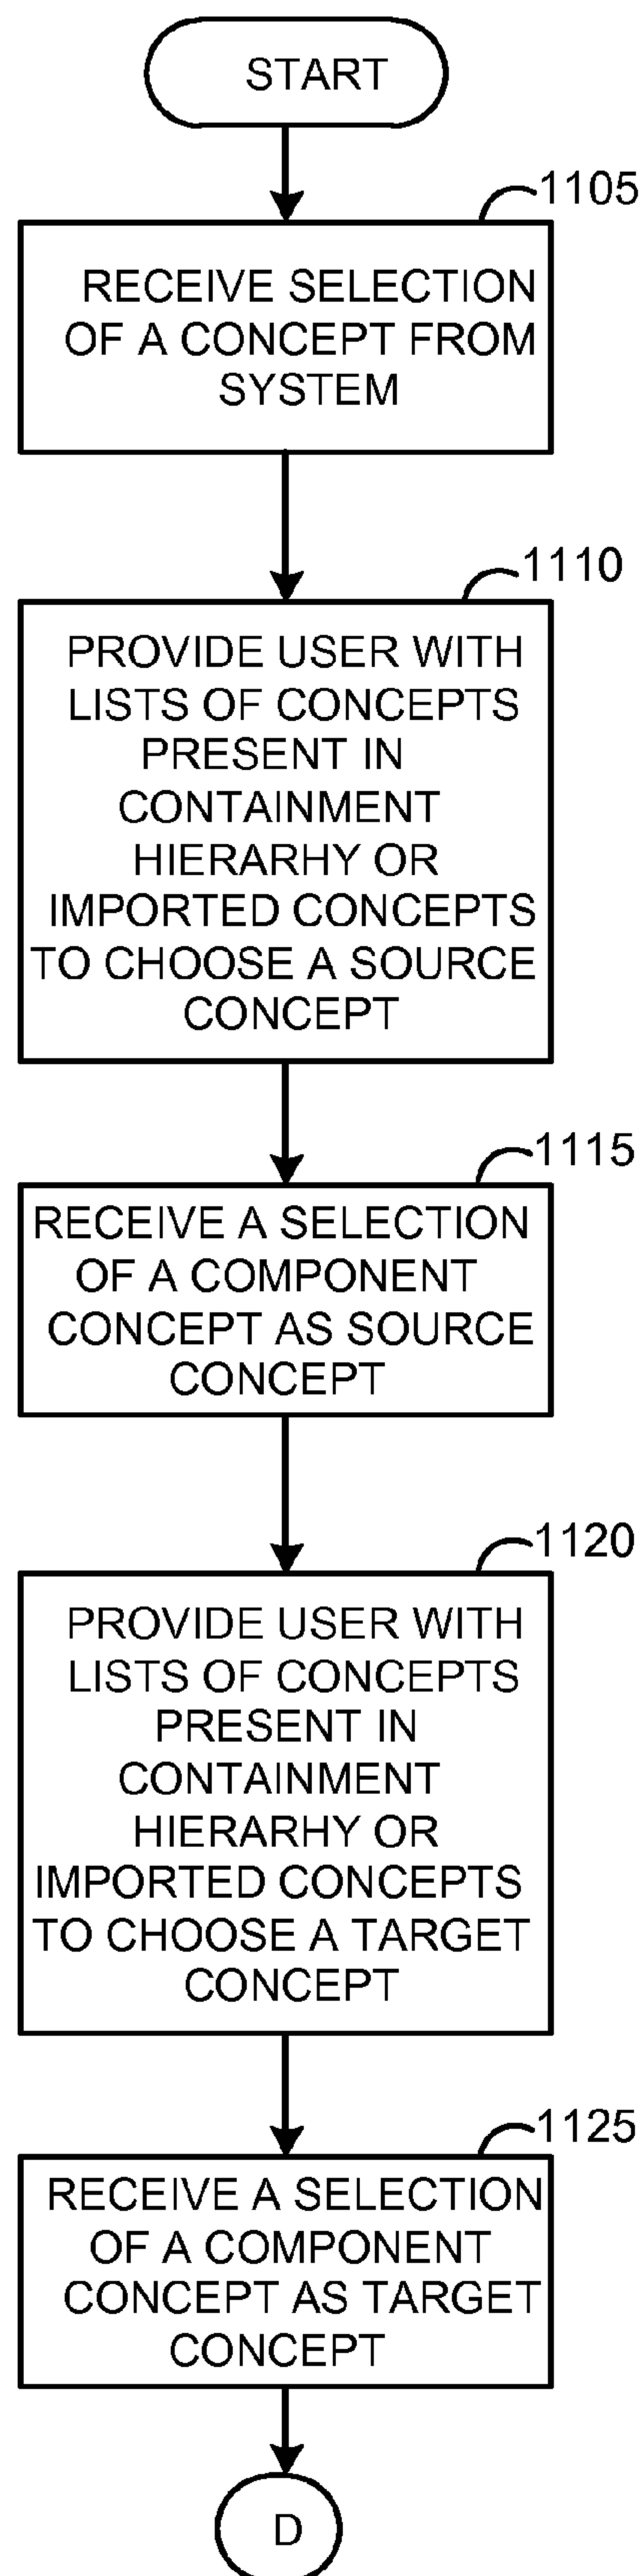 START
1105
RECEIVE SELECTION
OF A CONCEPT FROM
SYSTEM
1110
PROVIDE USER WITH
LISTS OF CONCEPTS
PRESENT IN
CONTAINMENT
HIERARHY OR
IMPORTED CONCEPTS
TO CHOOSE A SOURCE
CONCEPT
1115
RECEIVE A SELECTION
OF A COMPONENT
CONCEPT AS SOURCE
CONCEPT
1120
PROVIDE USER WITH
LISTS OF CONCEPTS
PRESENT IN
CONTAINMENT
HIERARHY OR
IMPORTED CONCEPTS
TO CHOOSE A TARGET
CONCEPT
1125
RECEIVE A SELECTION
OF A COMPONENT
CONCEPT AS TARGET
CONCEPT
D